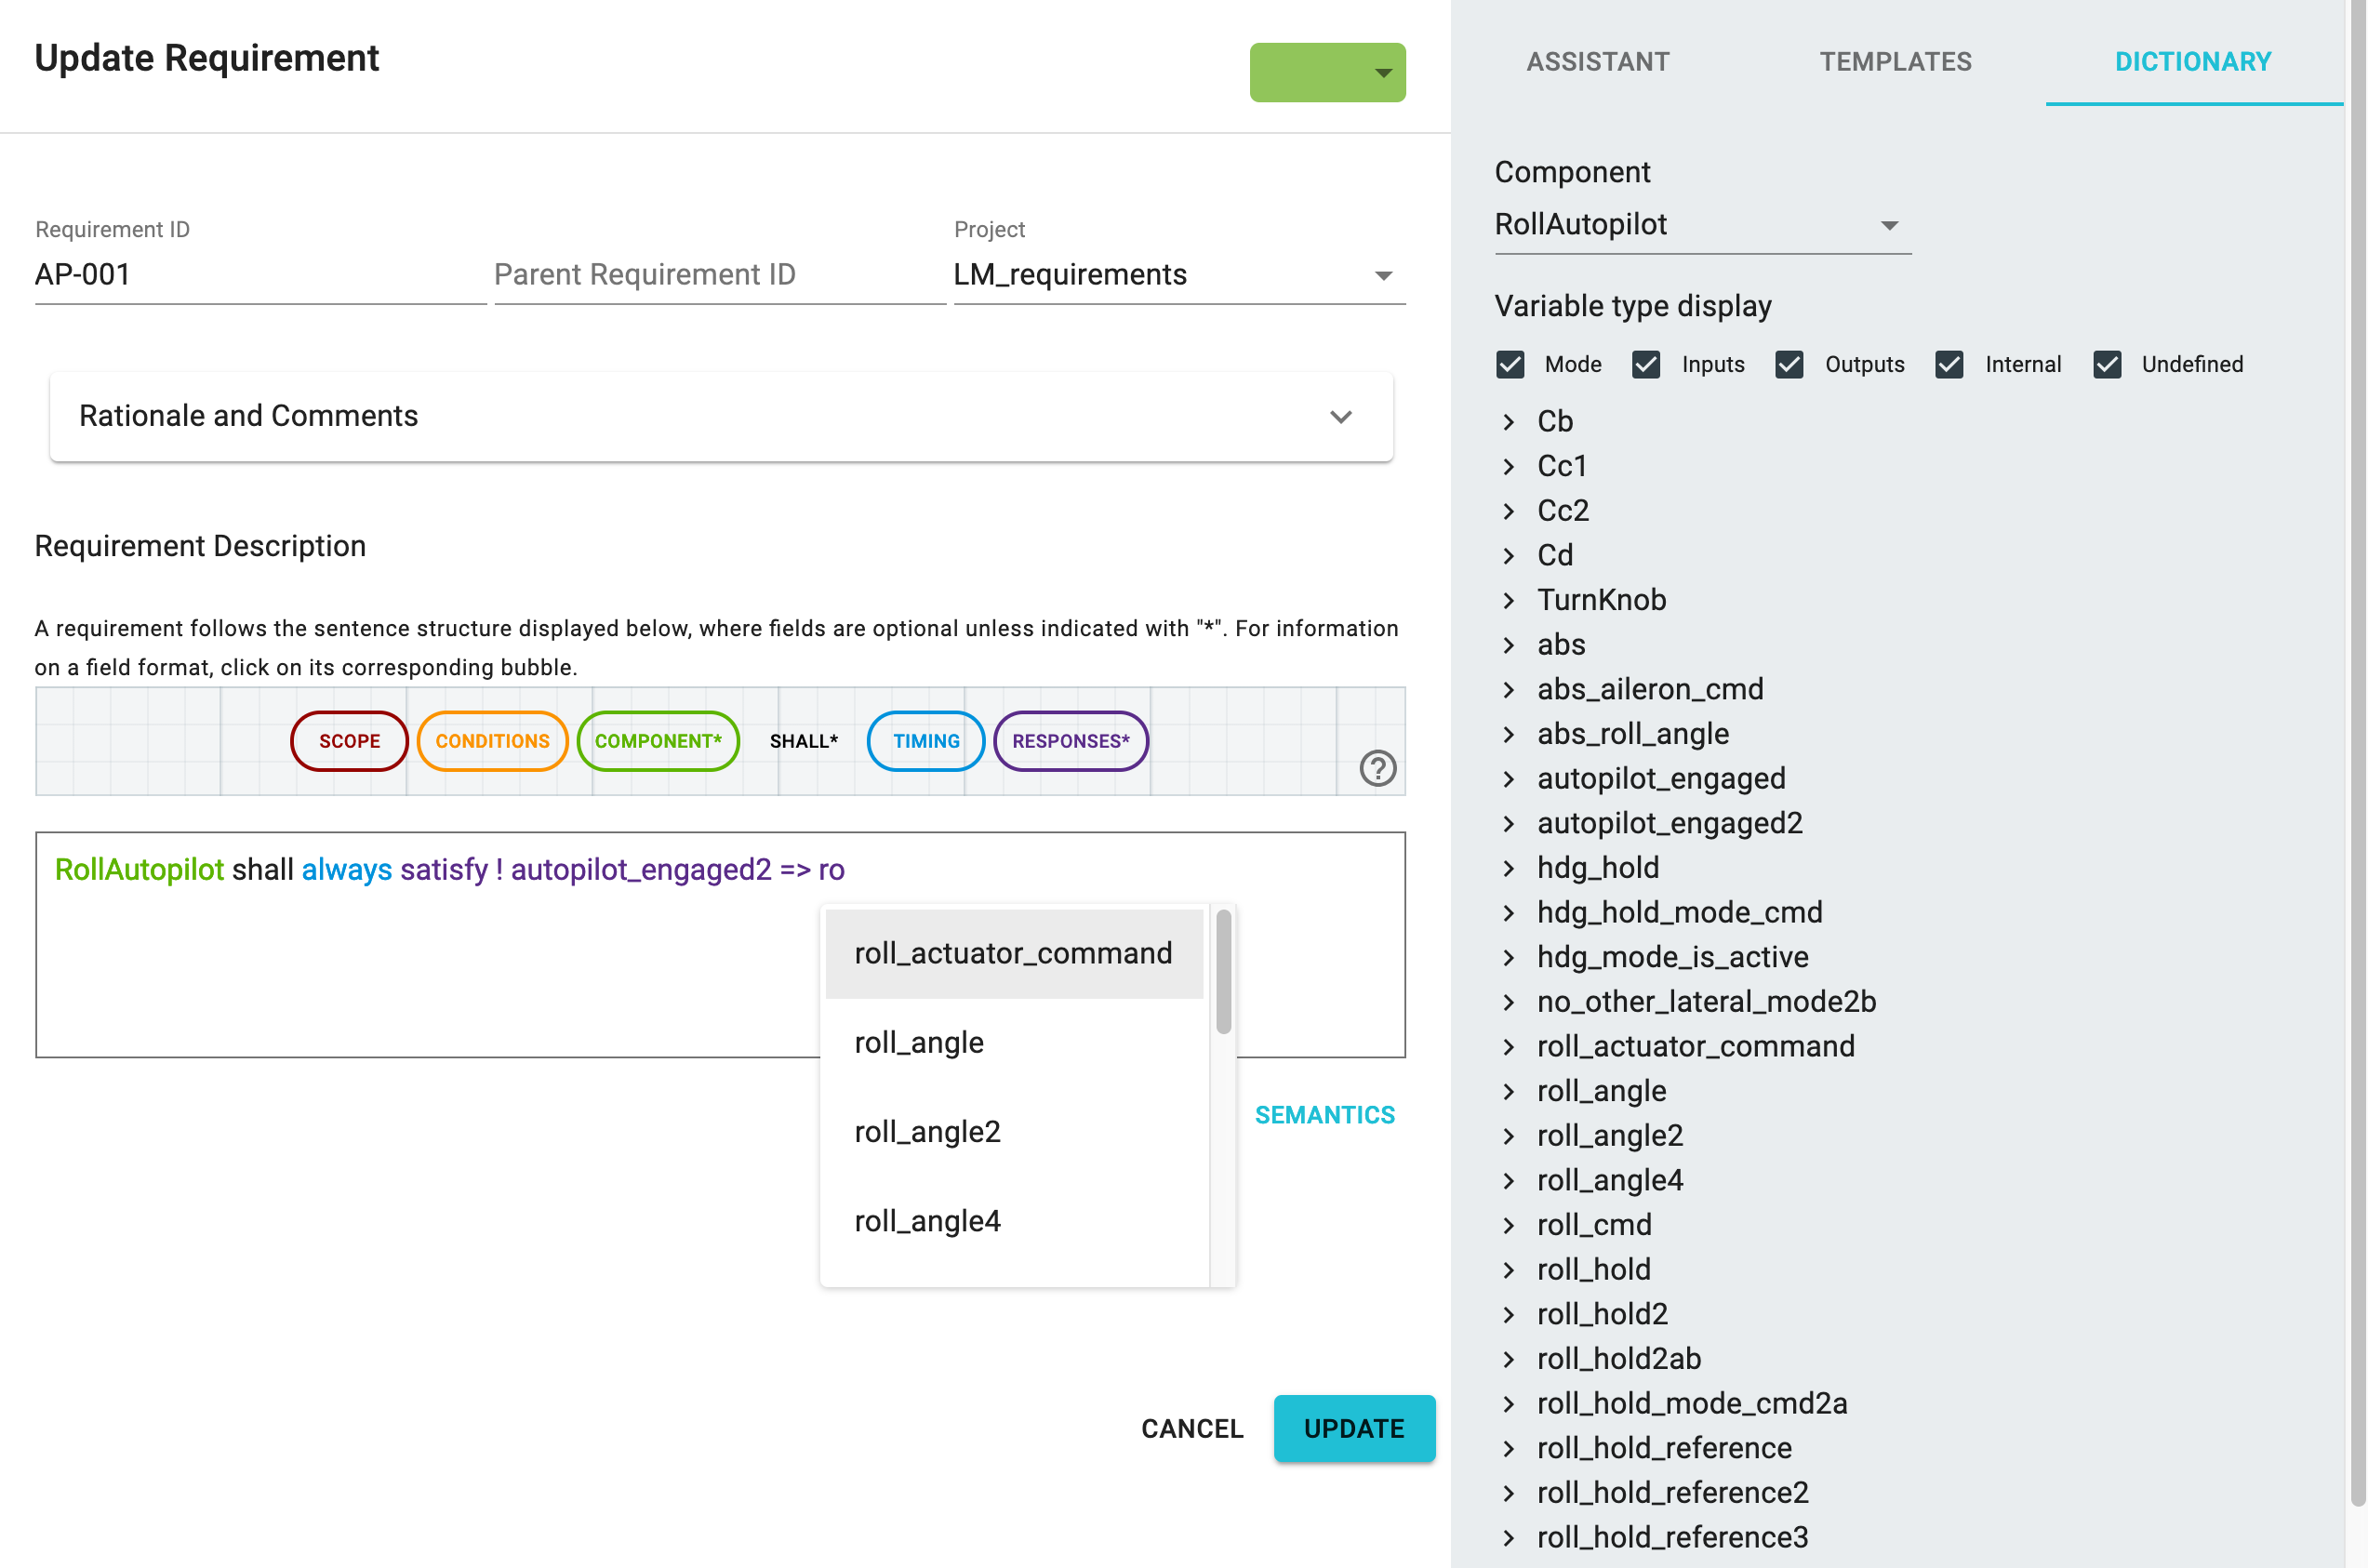 Update Requirement
Requirement ID
AP-001
Parent Requirement ID
Project
LM_requirements
Rationale and Comments
Requirement Description
A requirement follows the sentence structure displayed below, where fields are optional unless indicated with "*". For information
on a field format, click on its corresponding bubble.
SCOPE CONDITIONS COMPONENT* SHALL* TIMING RESPONSES*
?
RollAutopilot shall always satisfy ! autopilot_engaged2 => ro
roll_actuator_command
roll_angle
roll_angle2
roll_angle4
SEMANTICS
CANCEL UPDATE
ASSISTANT TEMPLATES DICTIONARY
Component
RollAutopilot
Variable type display
Mode Inputs Outputs Internal Undefined
Cb
Cc1
Cc2
Cd
TurnKnob
abs
abs_aileron_cmd
abs_roll_angle
autopilot_engaged
autopilot_engaged2
hdg_hold
hdg_hold_mode_cmd
hdg_mode_is_active
no_other_lateral_mode2b
roll_actuator_command
roll_angle
roll_angle2
roll_angle4
roll_cmd
roll_hold
roll_hold2
roll_hold2ab
roll_hold_mode_cmd2a
roll_hold_reference
roll_hold_reference2
roll_hold_reference3